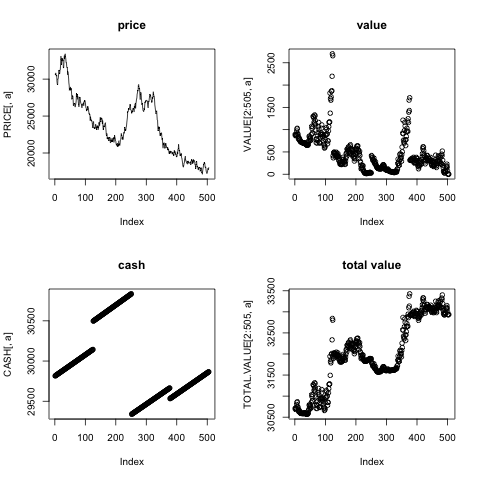 price
PRICE[, a]
20000 25000 30000
0 100 200 300 400 500
Index
value
VALUE[2:505, a]
0 500 1500 2500
0 100 200 300 400 500
Index
cash
CASH[, a]
29500 30000 30500
0 100 200 300 400 500
Index
total value
TOTAL.VALUE[2:505, a]
30500 31500 32500 33500
0 100 200 300 400 500
Index